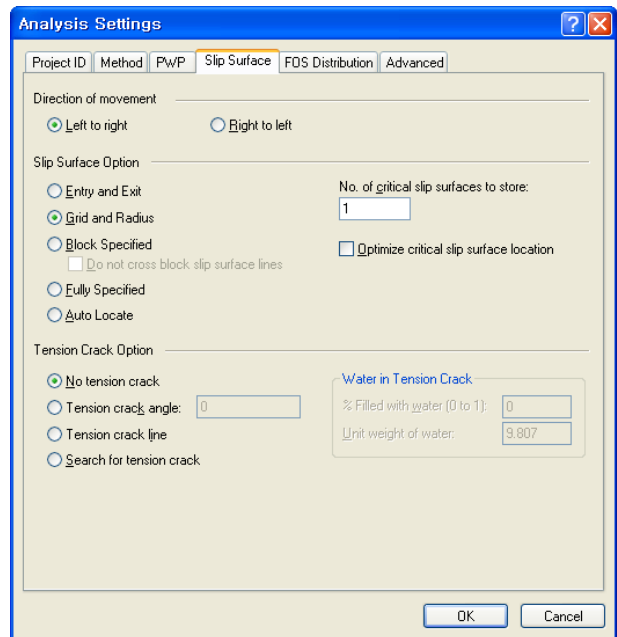 Analysis Settings
Project ID Method PWP Slip Surface FOS Distribution Advanced
Direction of movement
Left to right Right to left
Slip Surface Option
Entry and Exit No. of critical slip surfaces to store:
Grid and Radius 1
Block Specified Optimize critical slip surface location
Do not cross block slip surface lines
Fully Specified
Auto Locate
Tension Crack Option
No tension crack Water in Tension Crack
Tension crack angle: 0 % Filled with water (0 to 1): 0
Tension crack line Unit weight of water: 9.807
Search for tension crack
OK Cancel